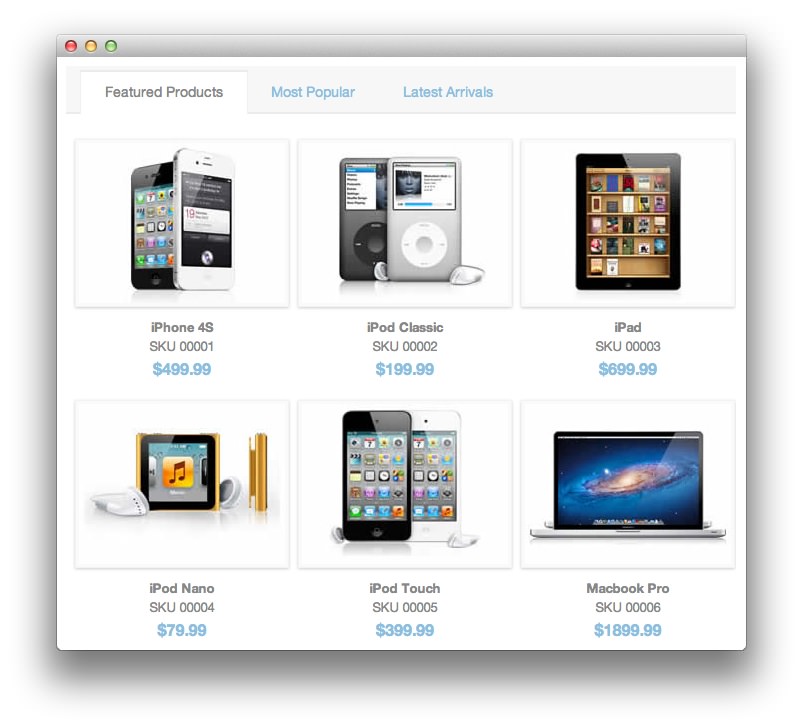 Featured Products
Most Popular
Latest Arrivals
iPhone 4S
SKU 00001
$499.99
iPod Classic
SKU 00002
$199.99
iPad
SKU 00003
$699.99
iPod Nano
SKU 00004
$79.99
iPod Touch
SKU 00005
$399.99
Macbook Pro
SKU 00006
$1899.99